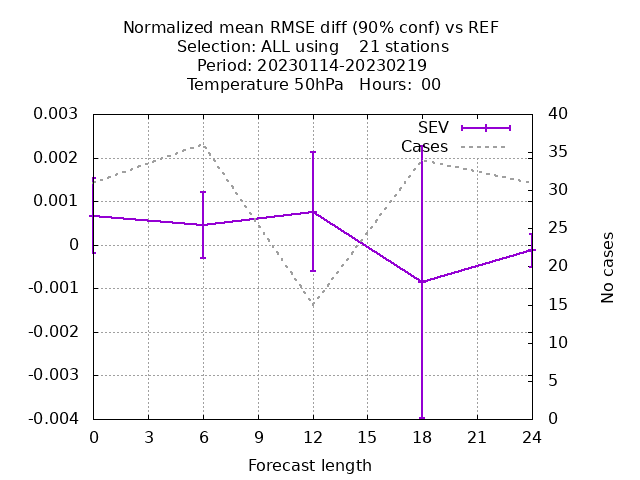 Normalized mean RMSE diff (90% conf) vs REF
Selection: ALL using    21 stations
Period: 20230114-20230219
Temperature 50hPa   Hours:  00
SEV
Cases
0.003
0.002
0.001
0
-0.001
-0.002
-0.003
-0.004
40
35
30
25
20
15
10
5
0
No cases
0 3 6 9 12 15 18 21 24
Forecast length